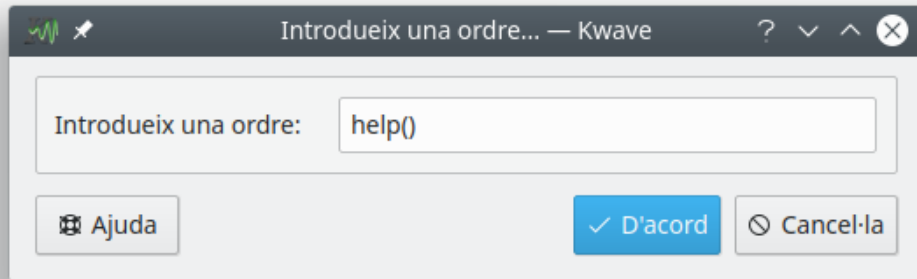 Introdueix una ordre... — Kwave
Introdueix una ordre: help()
Ajuda D'acord Cancel·la